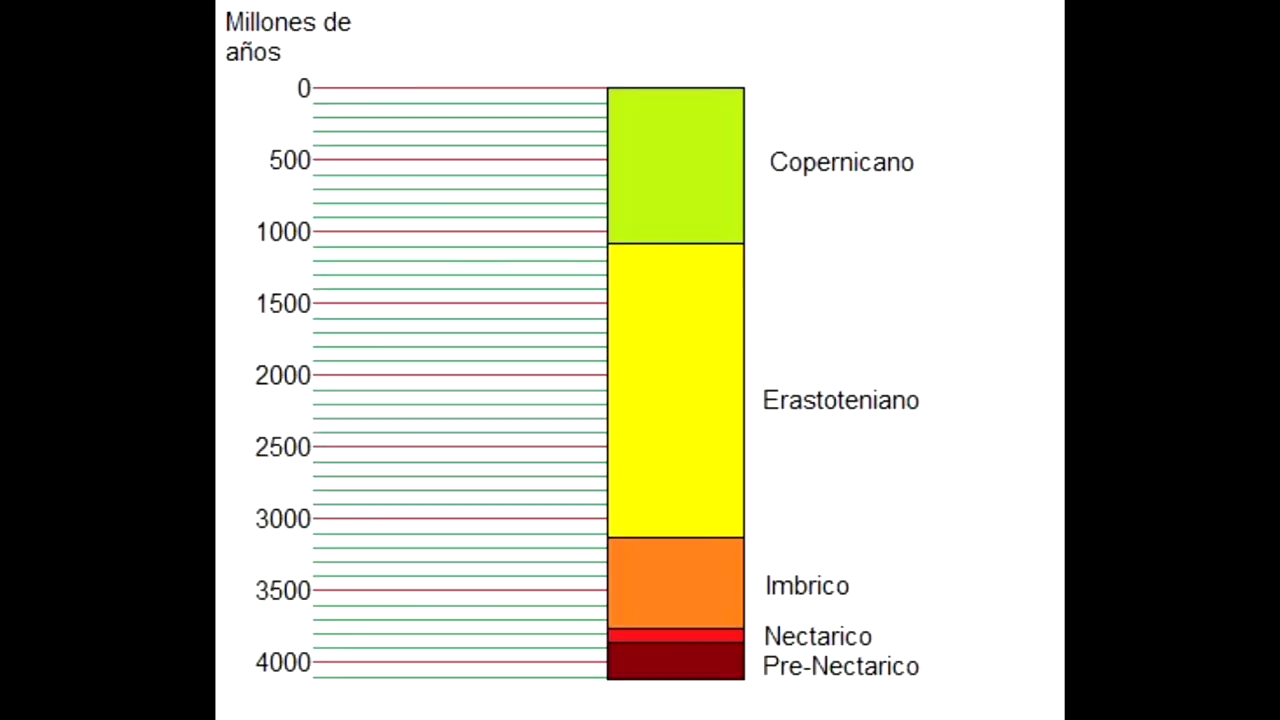 Millones de
años
0
500
Copernicano
1000
1500
2000
Erastoteniano
2500
3000
3500
Imbrico
Nectarico
4000
Pre-Nectarico